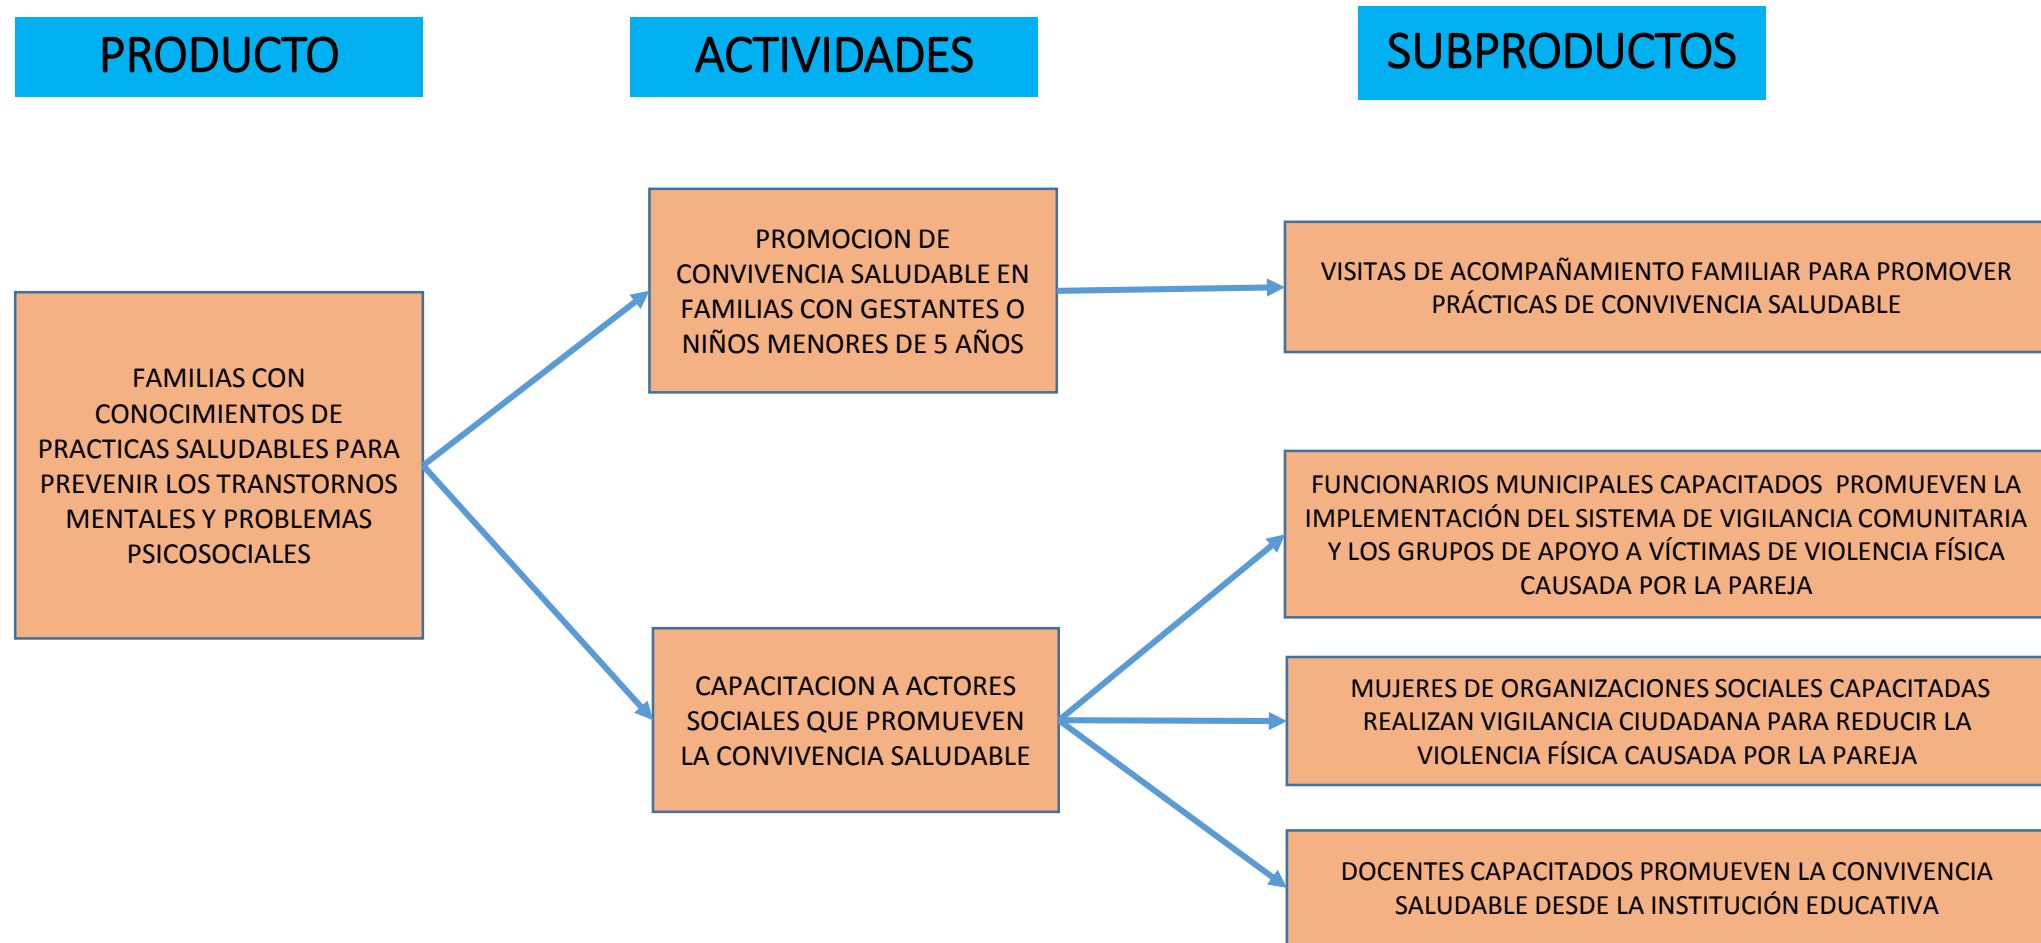 PRODUCTO
ACTIVIDADES
SUBPRODUCTOS
FAMILIAS CON
CONOCIMIENTOS DE
PRACTICAS SALUDABLES PARA
PREVENIR LOS TRANSTORNOS
MENTALES Y PROBLEMAS
PSICOSOCIALES
PROMOCION DE
CONVIVENCIA SALUDABLE EN
FAMILIAS CON GESTANTES O
NIÑOS MENORES DE 5 AÑOS
CAPACITACION A ACTORES
SOCIALES QUE PROMUEVEN
LA CONVIVENCIA SALUDABLE
VISITAS DE ACOMPAÑAMIENTO FAMILIAR PARA PROMOVER
PRÁCTICAS DE CONVIVENCIA SALUDABLE
FUNCIONARIOS MUNICIPALES CAPACITADOS PROMUEVEN LA
IMPLEMENTACIÓN DEL SISTEMA DE VIGILANCIA COMUNITARIA
Y LOS GRUPOS DE APOYO A VÍCTIMAS DE VIOLENCIA FÍSICA
CAUSADA POR LA PAREJA
MUJERES DE ORGANIZACIONES SOCIALES CAPACITADAS
REALIZAN VIGILANCIA CIUDADANA PARA REDUCIR LA
VIOLENCIA FÍSICA CAUSADA POR LA PAREJA
DOCENTES CAPACITADOS PROMUEVEN LA CONVIVENCIA
SALUDABLE DESDE LA INSTITUCIÓN EDUCATIVA